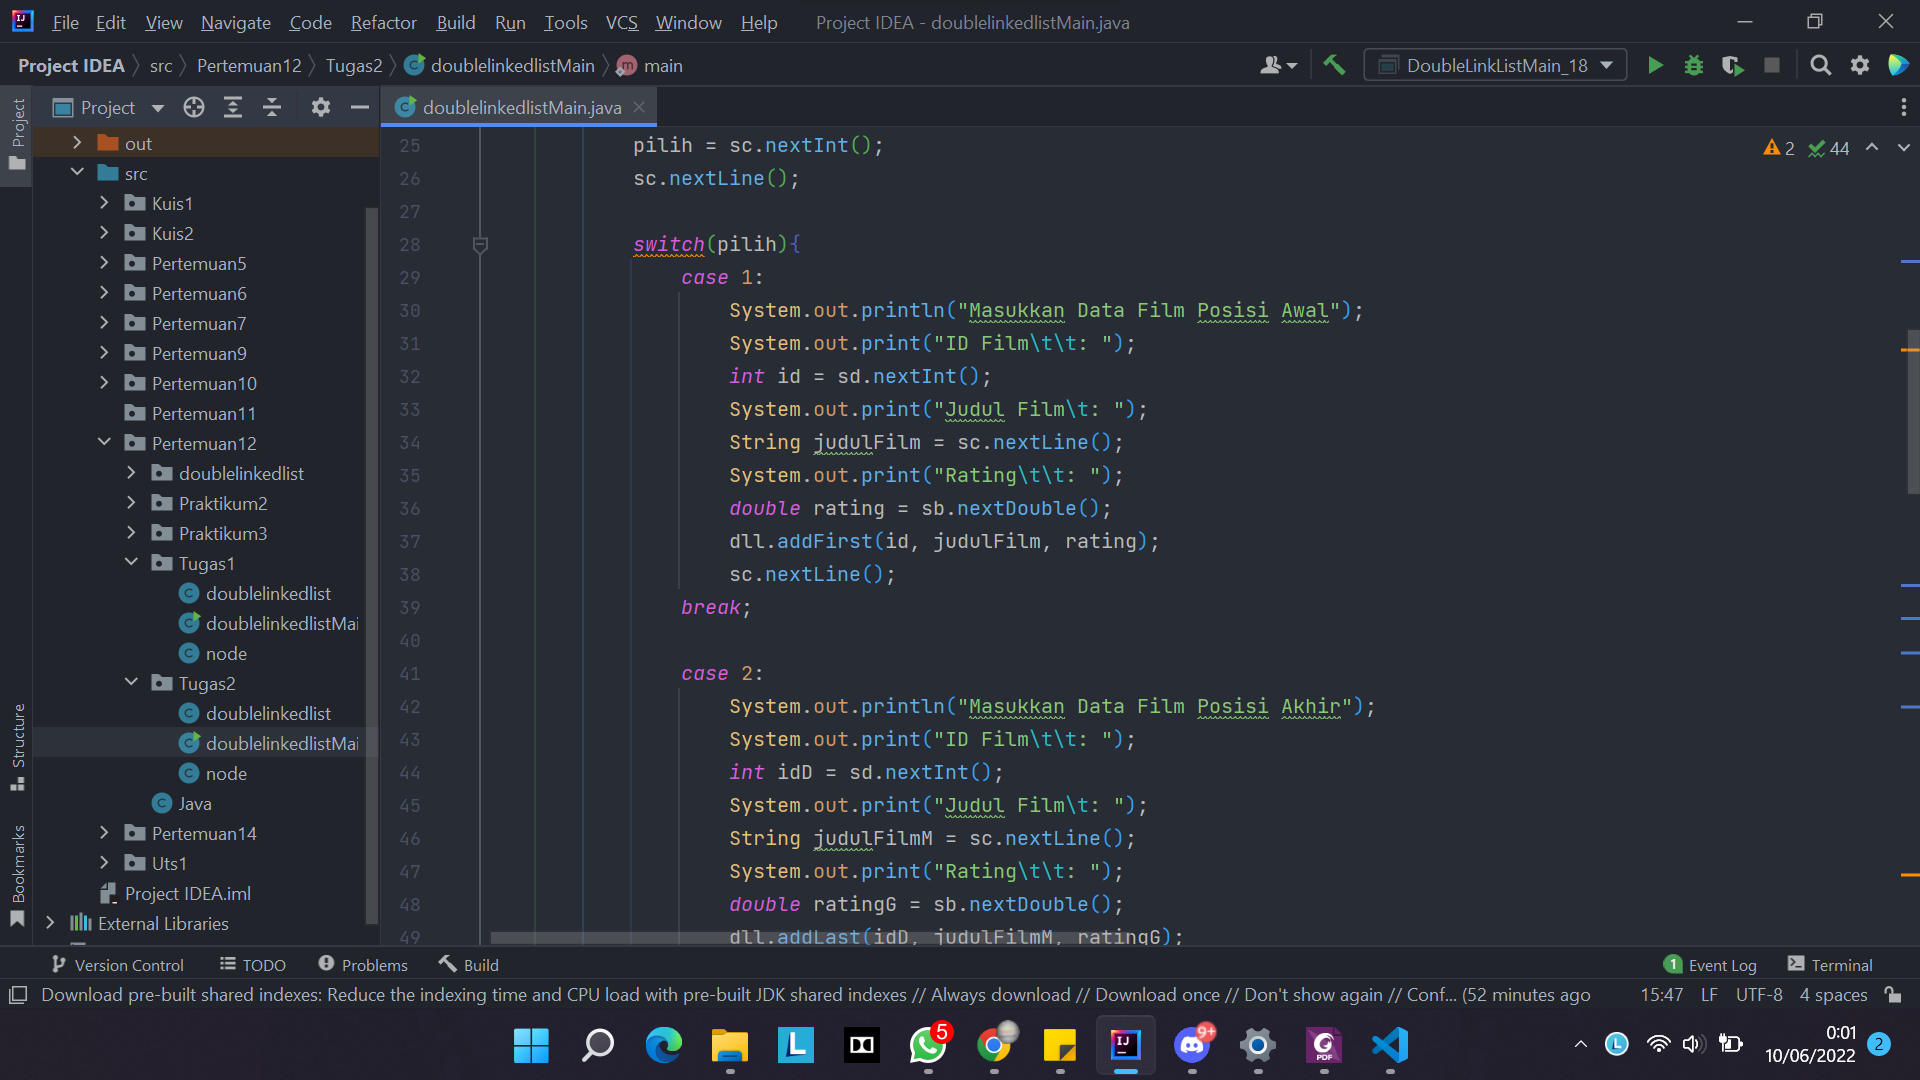 File Edit View Navigate Code Refactor Build Run Tools VCS Window Help Project IDEA - doublelinkedlistMain.java
Project IDEA src Pertemuan12 Tugas2 doublelinkedlistMain main DoubleLinkListMain_18
Project
Project
doublelinkedlistMain.java
out
src
Kuis1
Kuis2
Pertemuan5
Pertemuan6
Pertemuan7
Pertemuan9
Pertemuan10
Pertemuan11
Pertemuan12
doublelinkedlist
Praktikum2
Praktikum3
Tugas1
doublelinkedlist
doublelinkedlistMai
node
Tugas2
doublelinkedlist
doublelinkedlistMai
node
Java
Pertemuan14
Uts1
Project IDEA.iml
External Libraries
Structure
Bookmarks
2 44
25 pilih = sc.nextInt();
26 sc.nextLine();
27
28 switch(pilih){
29 case 1:
30 System.out.println("Masukkan Data Film Posisi Awal");
31 System.out.print("ID Film\t\t: ");
32 int id = sd.nextInt();
33 System.out.print("Judul Film\t: ");
34 String judulFilm = sc.nextLine();
35 System.out.print("Rating\t\t: ");
36 double rating = sb.nextDouble();
37 dll.addFirst(id, judulFilm, rating);
38 sc.nextLine();
39 break;
40
41 case 2:
42 System.out.println("Masukkan Data Film Posisi Akhir");
43 System.out.print("ID Film\t\t: ");
44 int idD = sd.nextInt();
45 System.out.print("Judul Film\t: ");
46 String judulFilmM = sc.nextLine();
47 System.out.print("Rating\t\t: ");
48 double ratingG = sb.nextDouble();
49 dll.addLast(idD, judulFilmM, ratingG);
Version Control TODO Problems Build 1 Event Log Terminal
Download pre-built shared indexes: Reduce the indexing time and CPU load with pre-built JDK shared indexes // Always download // Download once // Don't show again // Conf... (52 minutes ago 15:47 LF UTF-8 4 spaces
L 5 IJ 9+ PDF L 0:01 2
10/06/2022